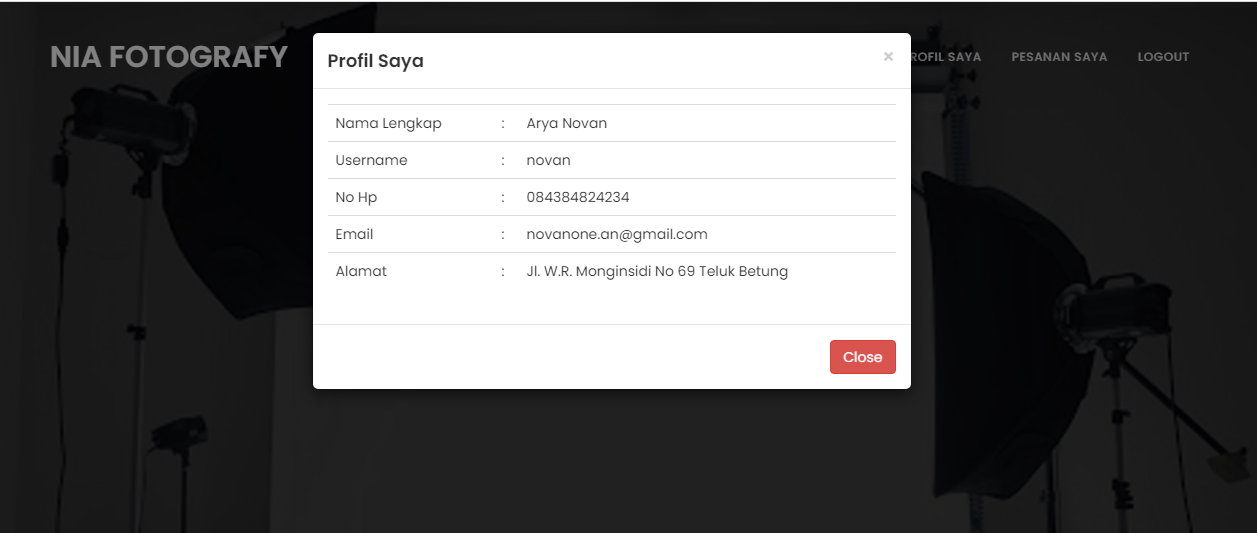 NIA FOTOGRAFY
PROFIL SAYA
PESANAN SAYA
LOGOUT
Profil Saya
×
Nama Lengkap : Arya Novan
Username : novan
No Hp : 084384824234
Email : novanone.an@gmail.com
Alamat : Jl. W.R. Monginsidi No 69 Teluk Betung
Close